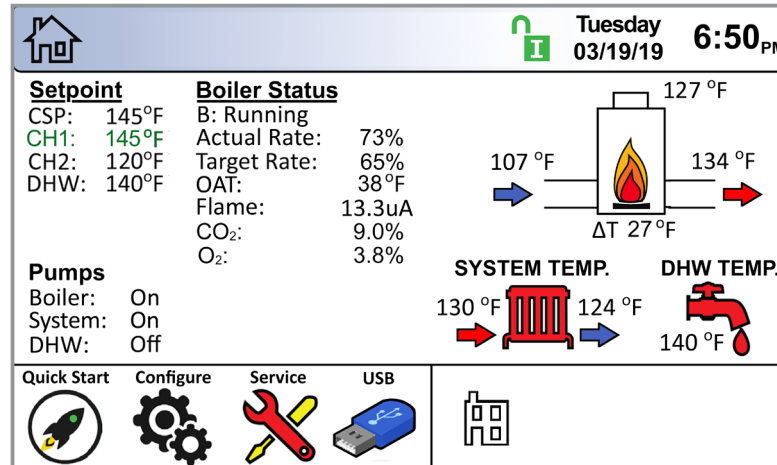 Tuesday
03/19/19
6:50 PM
I
Setpoint
CSP: 145°F
CH1: 145°F
CH2: 120°F
DHW: 140°F
Boiler Status
B: Running
Actual Rate: 73%
Target Rate: 65%
OAT: 38°F
Flame: 13.3uA
CO₂: 9.0%
O₂: 3.8%
127 °F
107 °F
134 °F
ΔT 27°F
Pumps
Boiler: On
System: On
DHW: Off
SYSTEM TEMP.
130 °F
124 °F
DHW TEMP.
140 °F
Quick Start
Configure
Service
USB